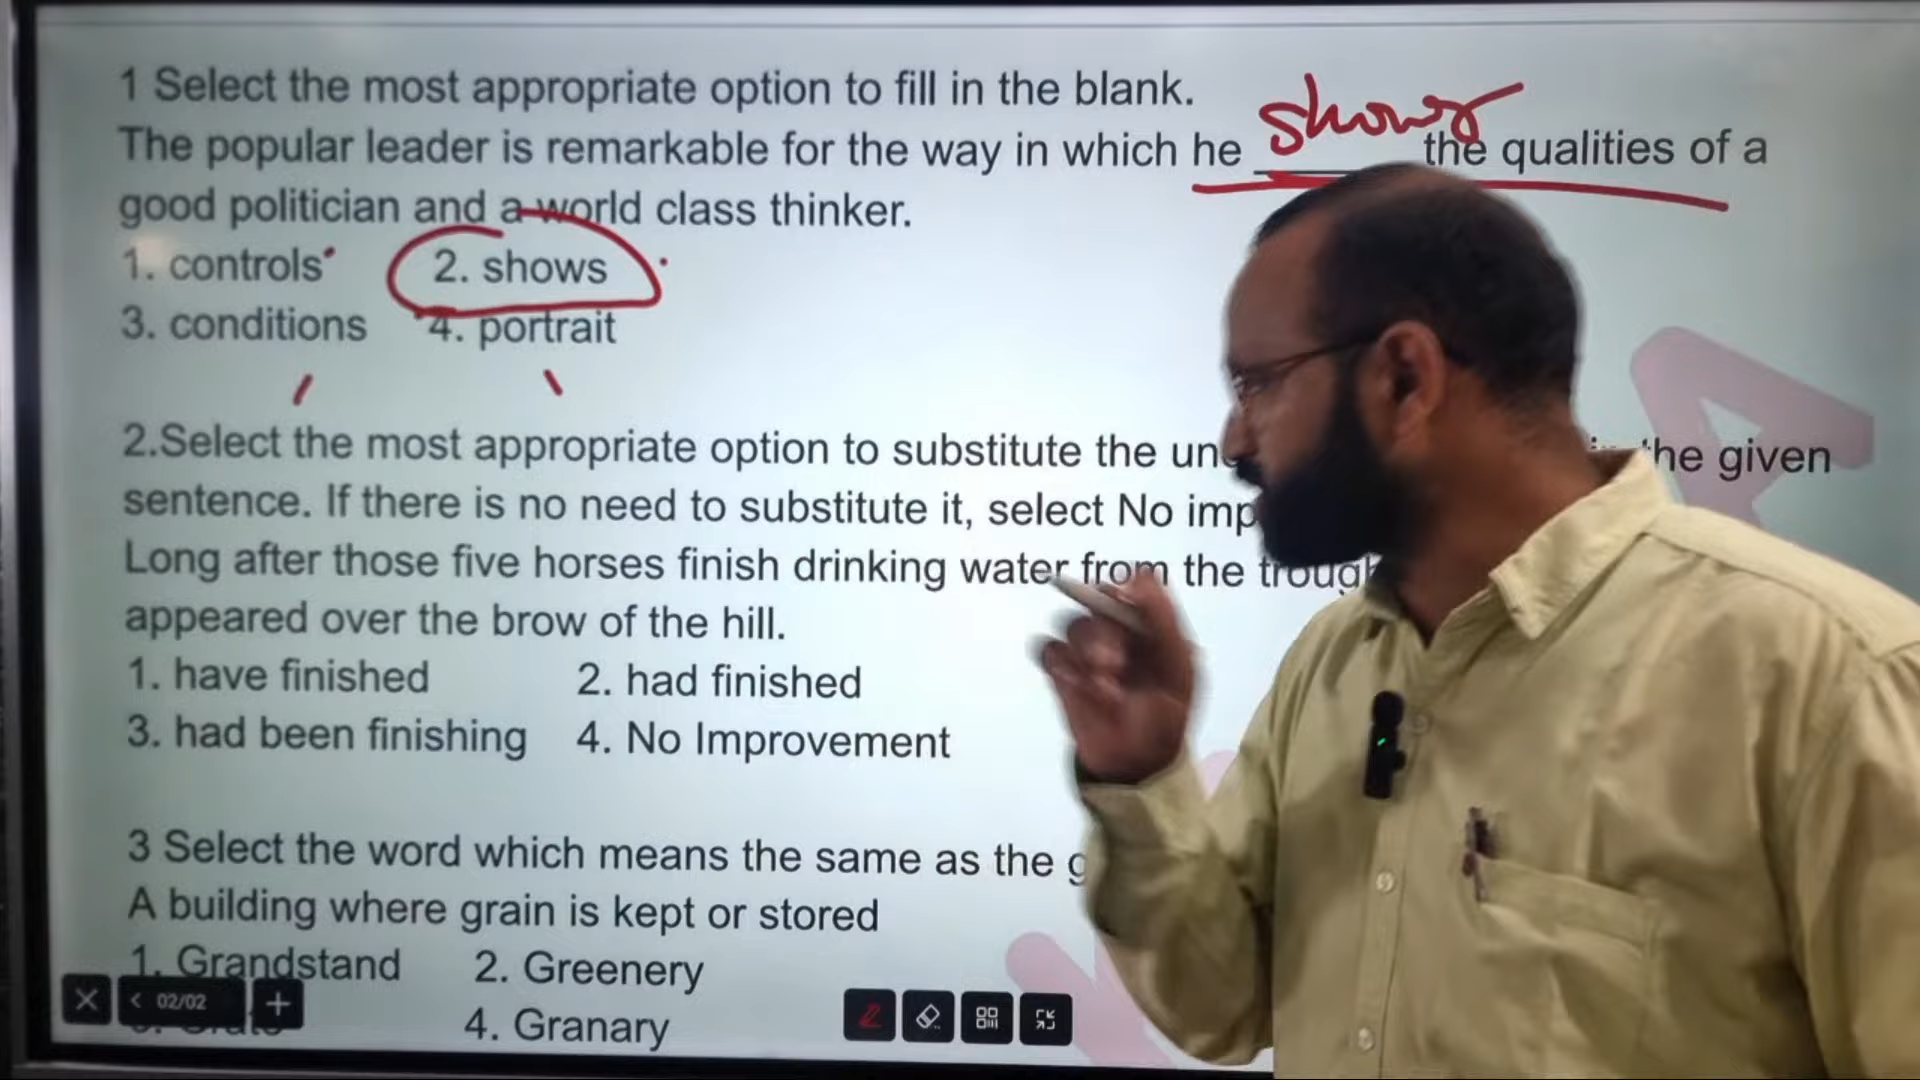 1 Select the most appropriate option to fill in the blank.
shows
The popular leader is remarkable for the way in which he ______ the qualities of a
good politician and a world class thinker.
1. controls 2. shows
3. conditions 4. portrait
2.Select the most appropriate option to substitute the the given
sentence. If there is no need to substitute it, select No
Long after those five horses finish drinking water from the
appeared over the brow of the hill.
1. have finished 2. had finished
3. had been finishing 4. No Improvement
3 Select the word which means the same as the
A building where grain is kept or stored
1. Grandstand 2. Greenery
4. Granary
02/02